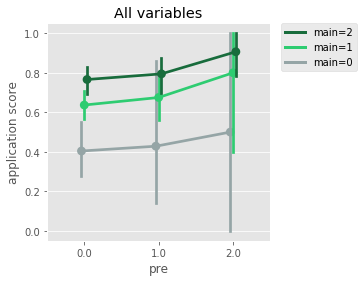 All variables
main=2
main=1
main=0
application score
1.0
0.8
0.6
0.4
0.2
0.0
0.0 1.0 2.0
pre